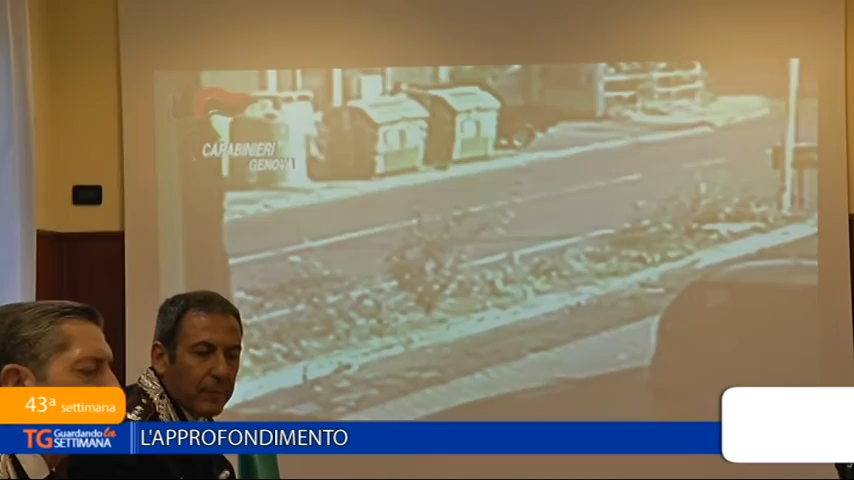 CARABINIERI
GENOVA
43ª settimana
TG Guardando la SETTIMANA
L'APPROFONDIMENTO